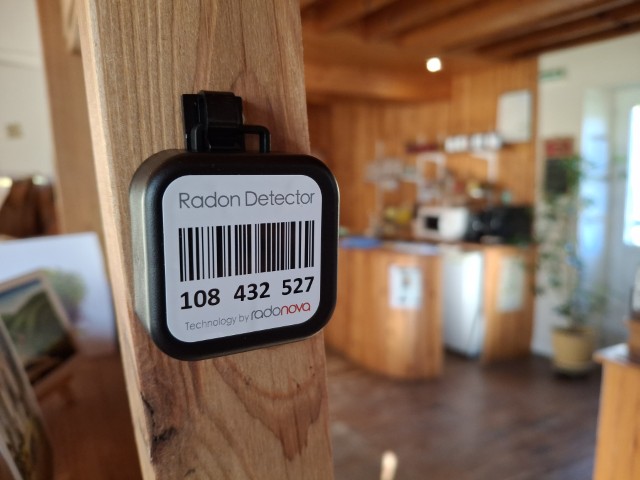 Radon Detector
108 432 527
Technology by radonova